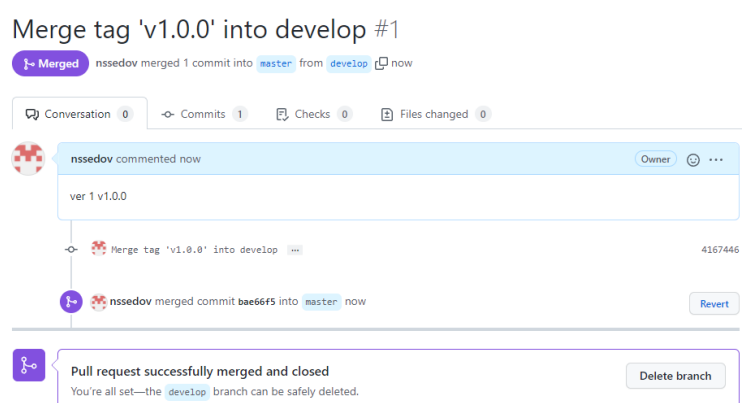 Merge tag 'v1.0.0' into develop #1
Merged nssedov merged 1 commit into master from develop now
Conversation 0 Commits 1 Checks 0 Files changed 0
nssedov commented now Owner ...
ver 1 v1.0.0
Merge tag 'v1.0.0' into develop ... 4167446
nssedov merged commit bae66f5 into master now Revert
Pull request successfully merged and closed
You're all set—the develop branch can be safely deleted.
Delete branch